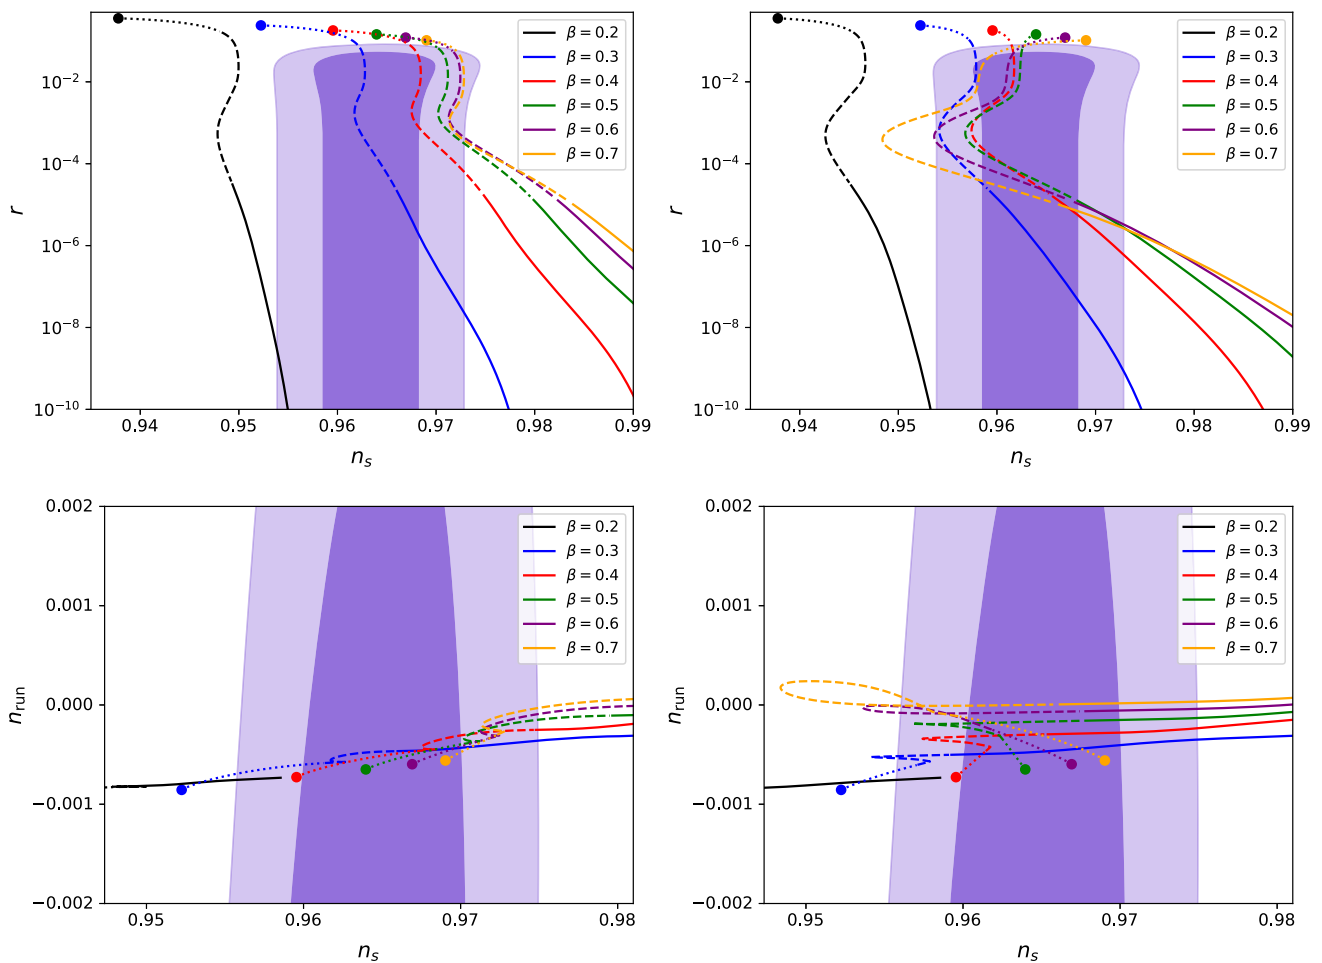 10⁻²
10⁻⁴
10⁻⁶
10⁻⁸
10⁻¹⁰
r
0.94
0.95
0.96
0.97
0.98
0.99
n_s
β = 0.2
β = 0.3
β = 0.4
β = 0.5
β = 0.6
β = 0.7
10⁻²
10⁻⁴
10⁻⁶
10⁻⁸
10⁻¹⁰
r
0.94
0.95
0.96
0.97
0.98
0.99
n_s
β = 0.2
β = 0.3
β = 0.4
β = 0.5
β = 0.6
β = 0.7
0.002
0.001
0.000
−0.001
−0.002
n_run
0.95
0.96
0.97
0.98
n_s
β = 0.2
β = 0.3
β = 0.4
β = 0.5
β = 0.6
β = 0.7
0.002
0.001
0.000
−0.001
−0.002
n_run
0.95
0.96
0.97
0.98
n_s
β = 0.2
β = 0.3
β = 0.4
β = 0.5
β = 0.6
β = 0.7